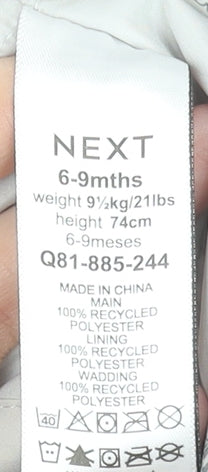 NEXT
6-9mths
weight 9½kg/21lbs
height 74cm
6-9meses
Q81-885-244
MADE IN CHINA
MAIN
100% RECYCLED
POLYESTER
LINING
100% RECYCLED
POLYESTER
WADDING
100% RECYCLED
POLYESTER
40